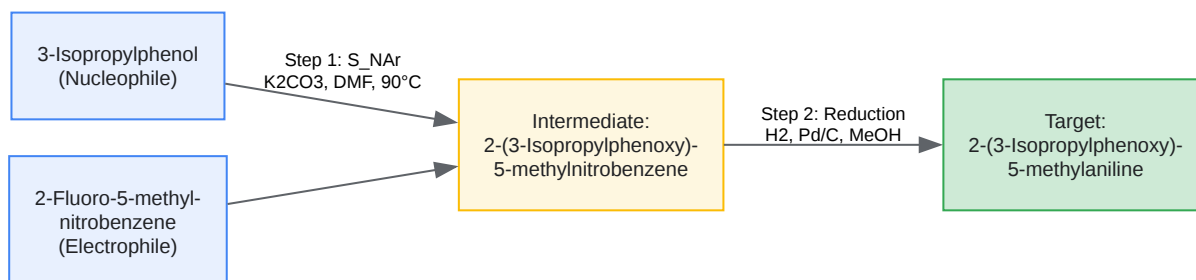 3-Isopropylphenol
(Nucleophile)
Step 1: S_NAr
K2CO3, DMF, 90°C
2-Fluoro-5-methyl-
nitrobenzene
(Electrophile)
Intermediate:
2-(3-Isopropylphenoxy)-
5-methylnitrobenzene
Step 2: Reduction
H2, Pd/C, MeOH
Target:
2-(3-Isopropylphenoxy)-
5-methylaniline